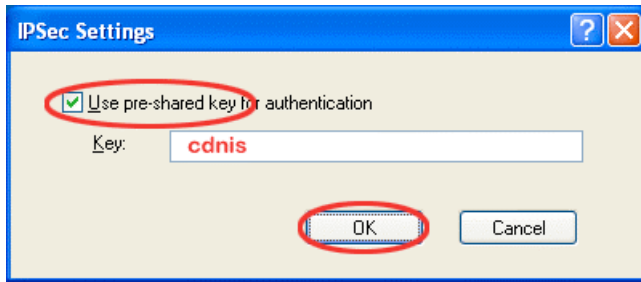 IPSec Settings
Use pre-shared key for authentication
Key: cdnis
OK Cancel